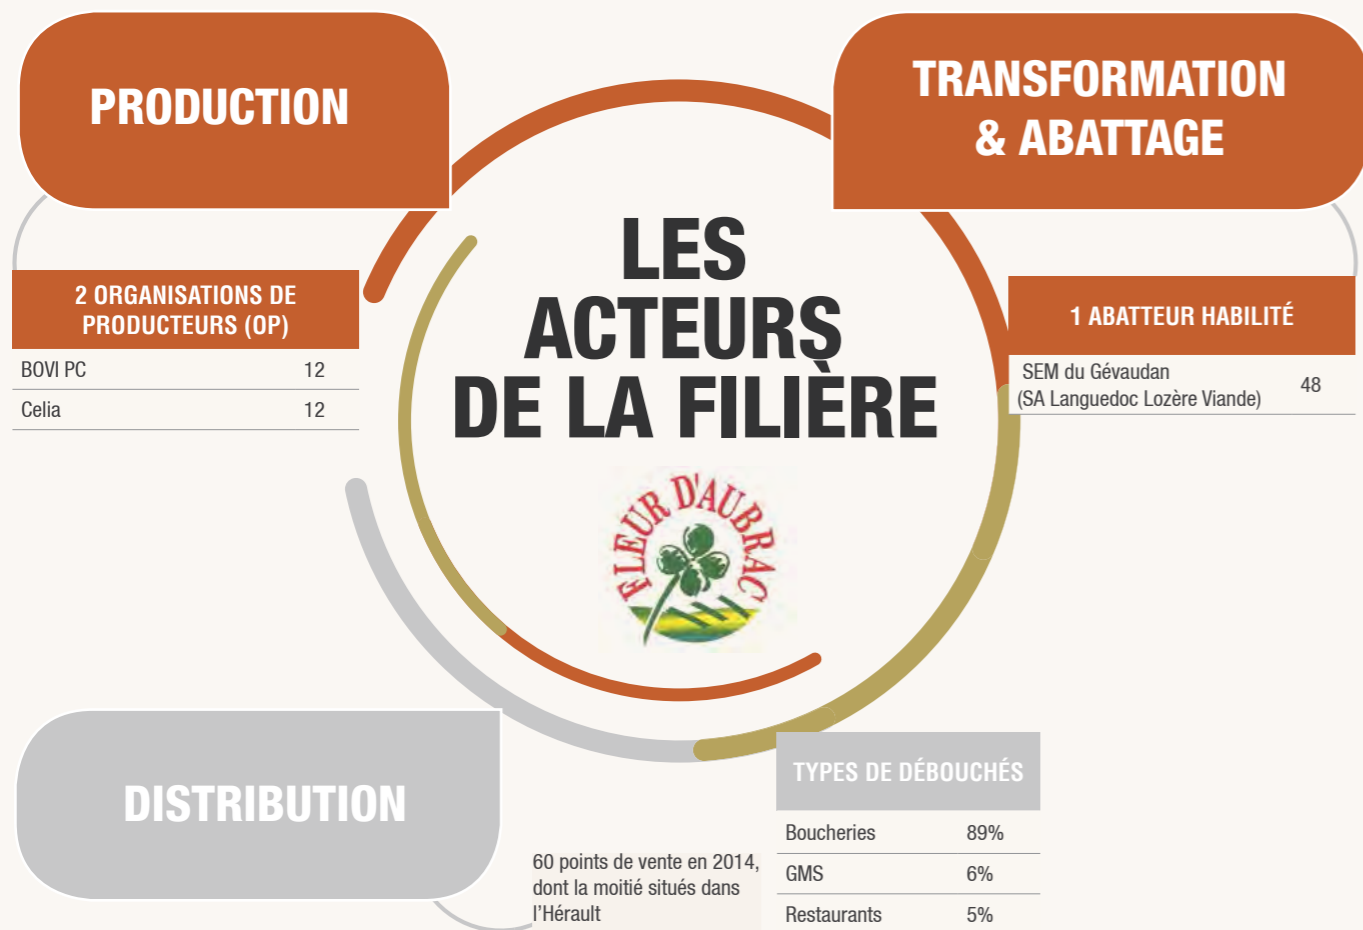 PRODUCTION
TRANSFORMATION
& ABATTAGE
LES
ACTEURS
DE LA FILIÈRE
FLEUR D'AUBRAC
2 ORGANISATIONS DE
PRODUCTEURS (OP)
BOVI PC 12
Celia 12
1 ABATTEUR HABILITÉ
SEM du Gévaudan
(SA Languedoc Lozère Viande) 48
DISTRIBUTION
60 points de vente en 2014,
dont la moitié situés dans
l'Hérault
TYPES DE DÉBOUCHÉS
Boucheries 89%
GMS 6%
Restaurants 5%